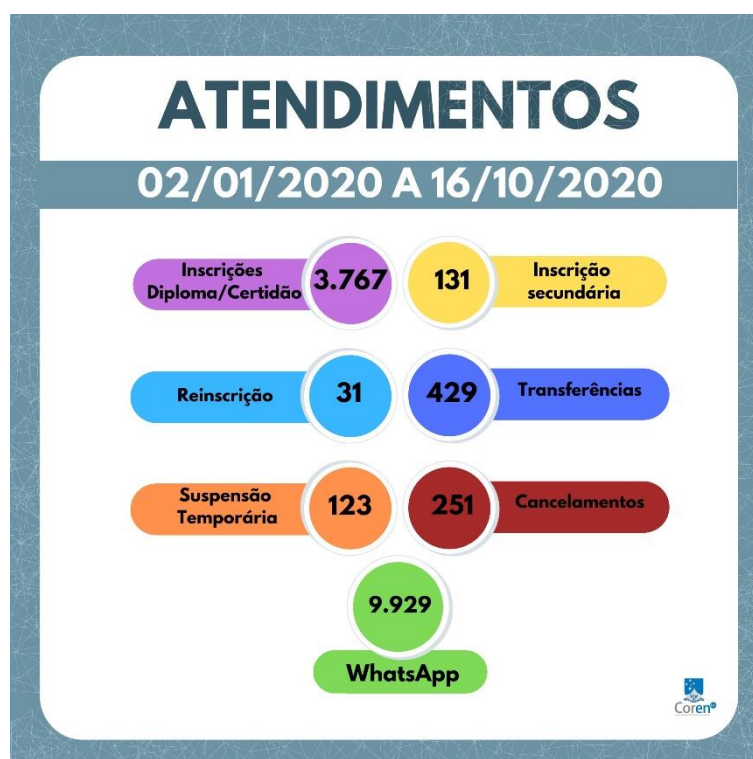 ATENDIMENTOS
02/01/2020 A 16/10/2020
Inscrições
Diploma/Certidão
3.767
131
Inscrição
secundária
Reinscrição
31
429
Transferências
Suspensão
Temporária
123
251
Cancelamentos
9.929
WhatsApp
Coren